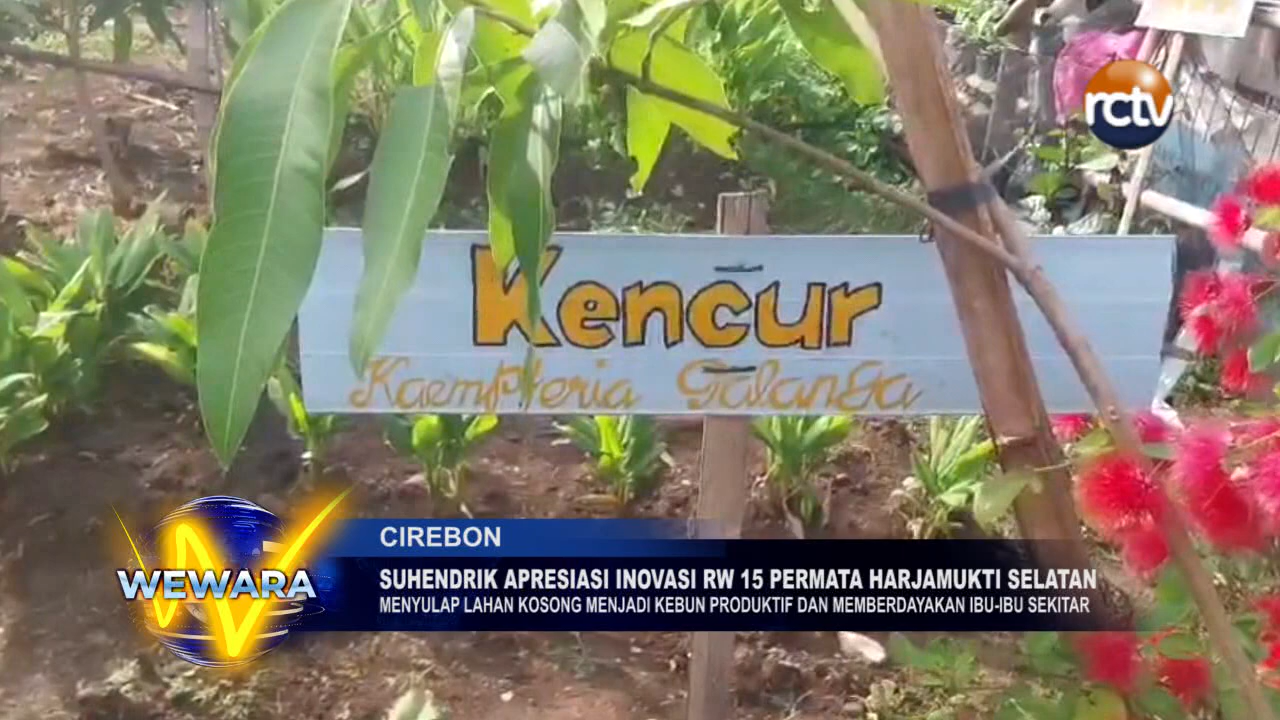 rctv
Kencur
Kaempferia Galanga
CIREBON
WEWARA
SUHENDRIK APRESIASI INOVASI RW 15 PERMATA HARJAMUKTI SELATAN
MENYULAP LAHAN KOSONG MENJADI KEBUN PRODUKTIF DAN MEMBERDAYAKAN IBU-IBU SEKITAR